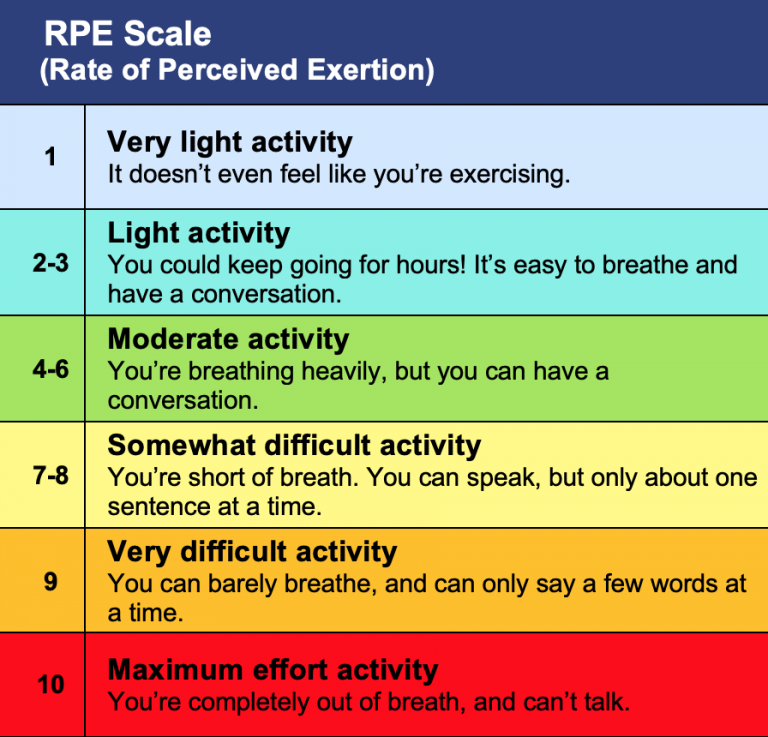 RPE Scale
(Rate of Perceived Exertion)
1
Very light activity
It doesn’t even feel like you’re exercising.
2-3
Light activity
You could keep going for hours! It’s easy to breathe and
have a conversation.
4-6
Moderate activity
You’re breathing heavily, but you can have a
conversation.
7-8
Somewhat difficult activity
You’re short of breath. You can speak, but only about one
sentence at a time.
9
Very difficult activity
You can barely breathe, and can only say a few words at
a time.
10
Maximum effort activity
You’re completely out of breath, and can’t talk.